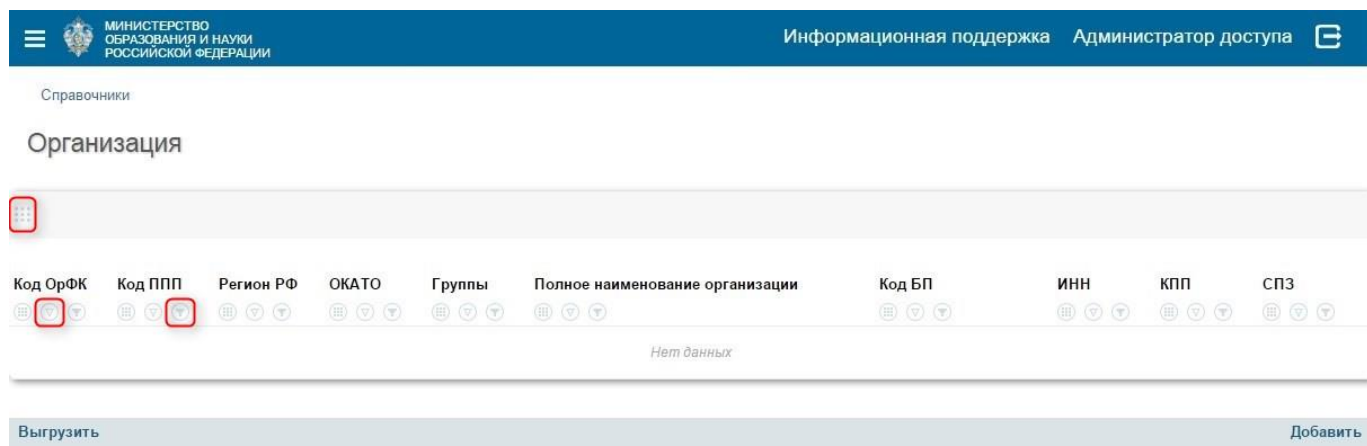 МИНИСТЕРСТВО
ОБРАЗОВАНИЯ И НАУКИ
РОССИЙСКОЙ ФЕДЕРАЦИИ
Информационная поддержка Администратор доступа
Справочники
Организация
Код ОрФК Код ППП Регион РФ ОКАТО Группы Полное наименование организации Код БП ИНН КПП СПЗ
Нет данных
Выгрузить Добавить